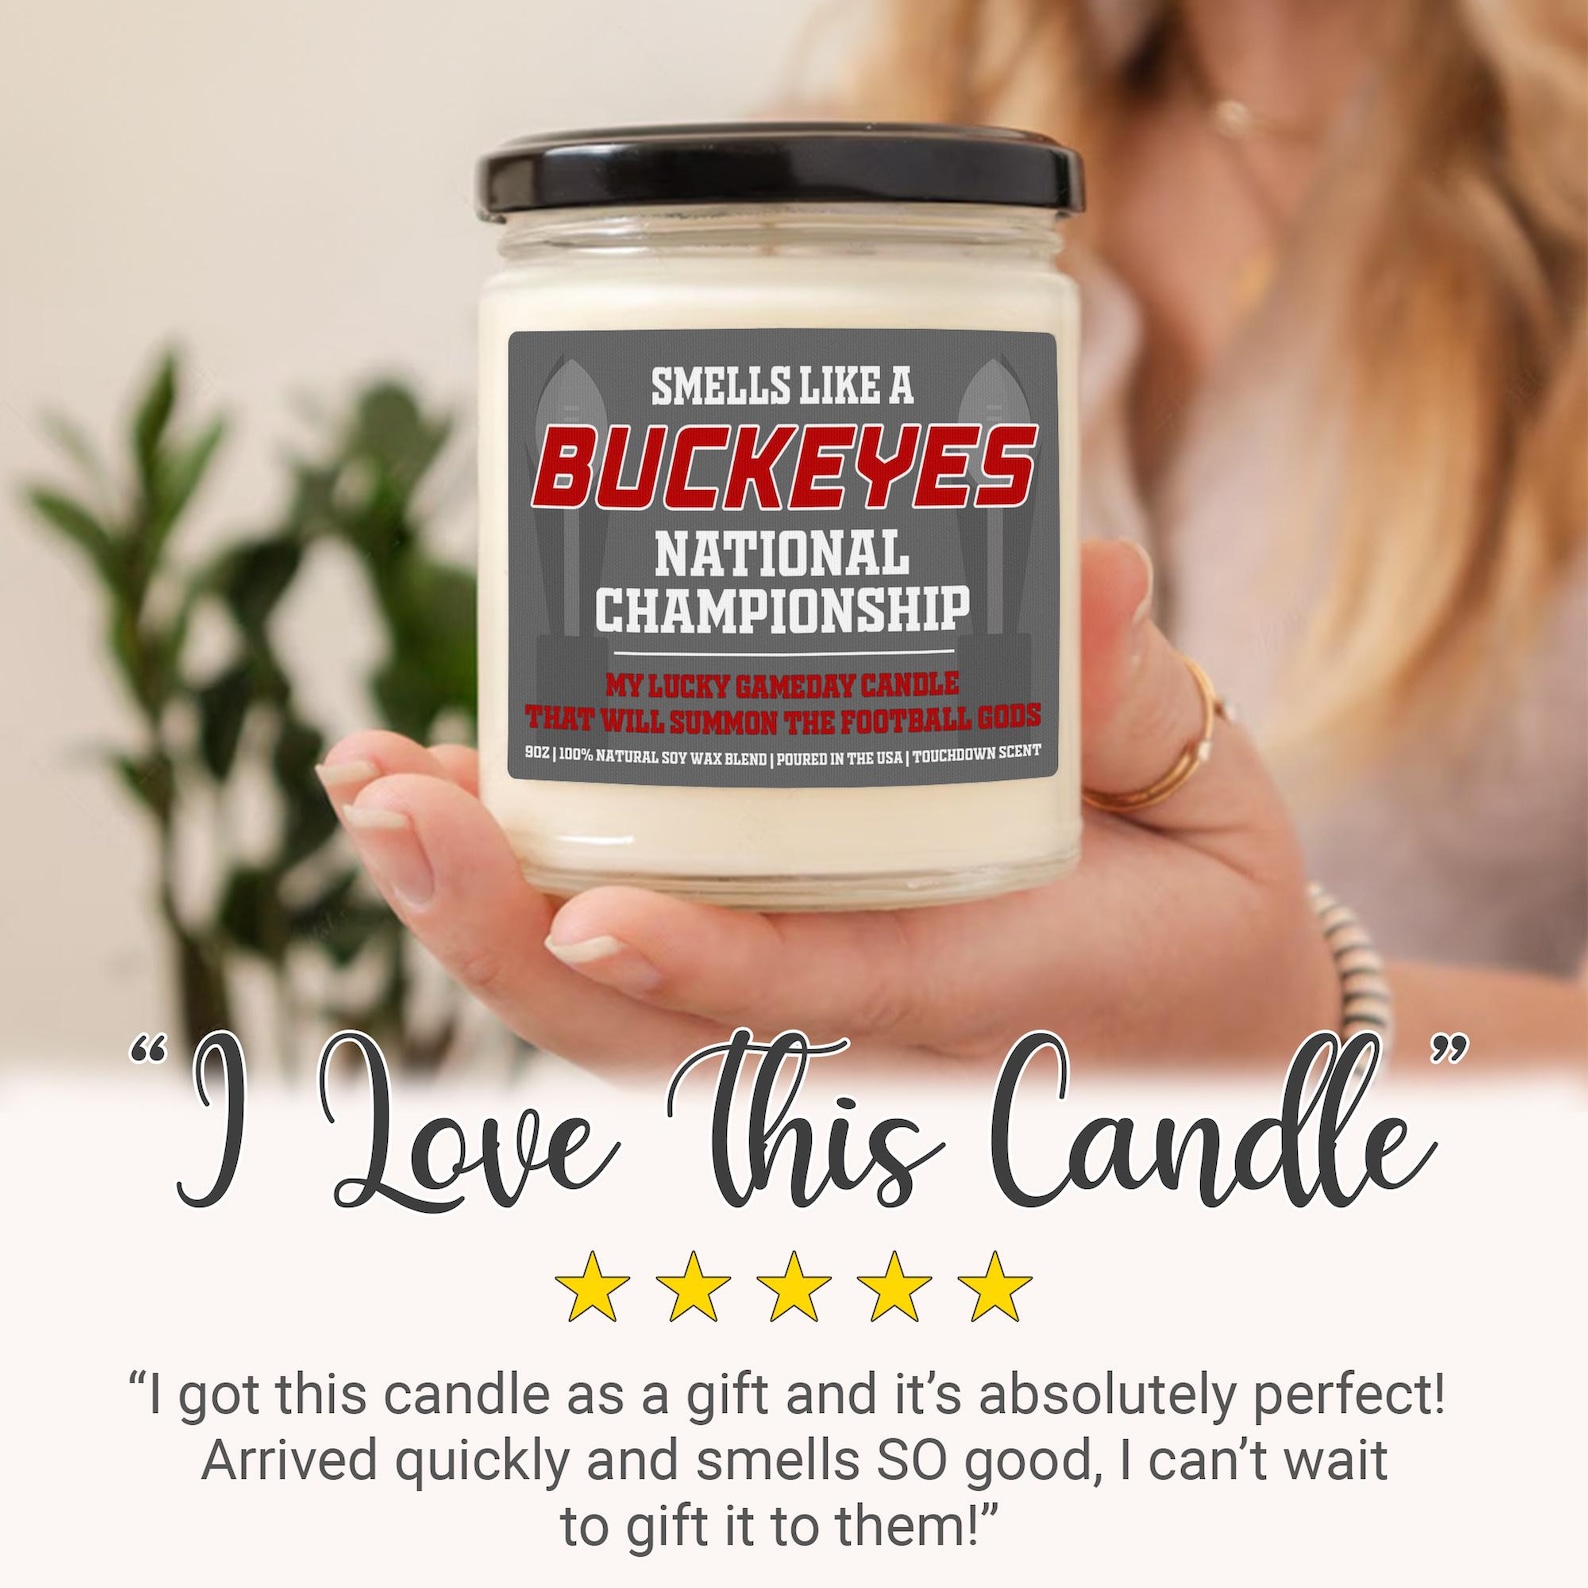 SMELLS LIKE A
BUCKEYES
NATIONAL
CHAMPIONSHIP
MY LUCKY GAMEDAY CANDLE
THAT WILL SUMMON THE FOOTBALL GODS
9OZ | 100% NATURAL SOY WAX BLEND | POURED IN THE USA | TOUCHDOWN SCENT
“I Love This Candle”
“I got this candle as a gift and it’s absolutely perfect!
Arrived quickly and smells SO good, I can’t wait
to gift it to them!”